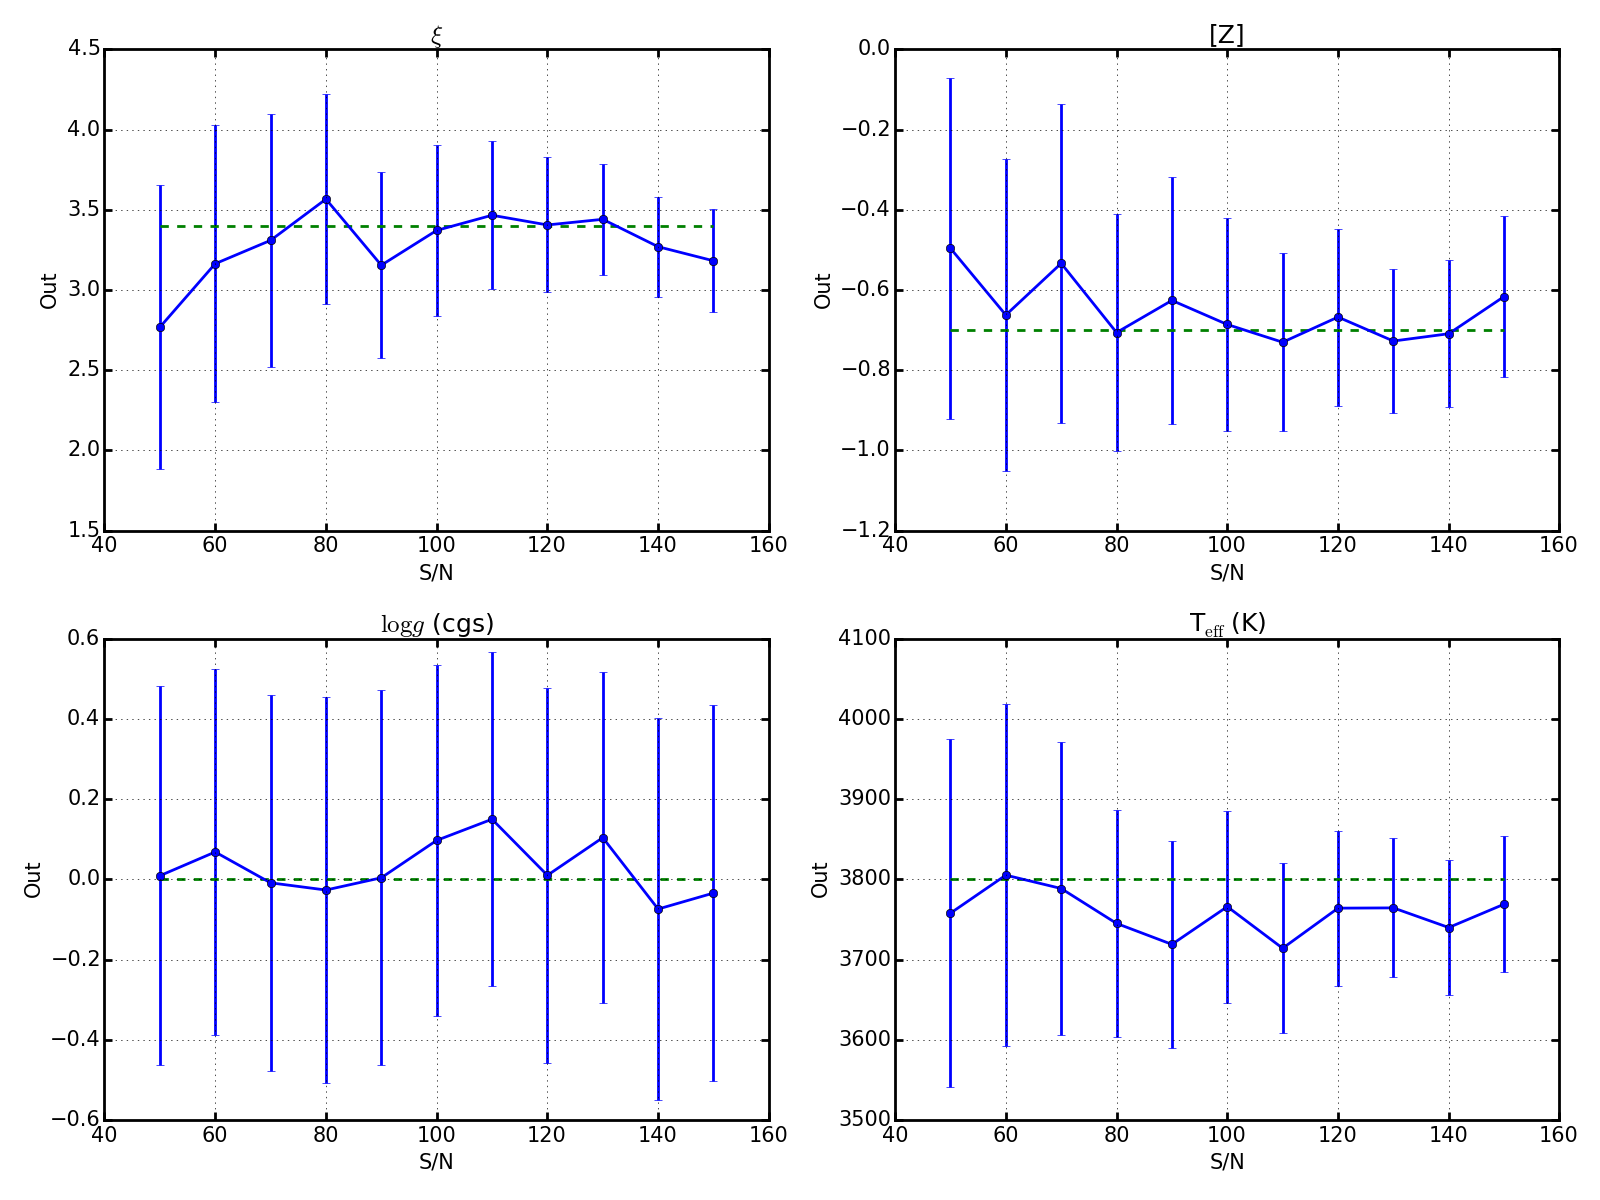 ξ
4.5
4.0
3.5
3.0
2.5
2.0
1.5
Out
40 60 80 100 120 140 160
S/N
[Z]
0.0
−0.2
−0.4
−0.6
−0.8
−1.0
−1.2
Out
40 60 80 100 120 140 160
S/N
log g (cgs)
0.6
0.4
0.2
0.0
−0.2
−0.4
−0.6
Out
40 60 80 100 120 140 160
S/N
T_eff (K)
4100
4000
3900
3800
3700
3600
3500
Out
40 60 80 100 120 140 160
S/N